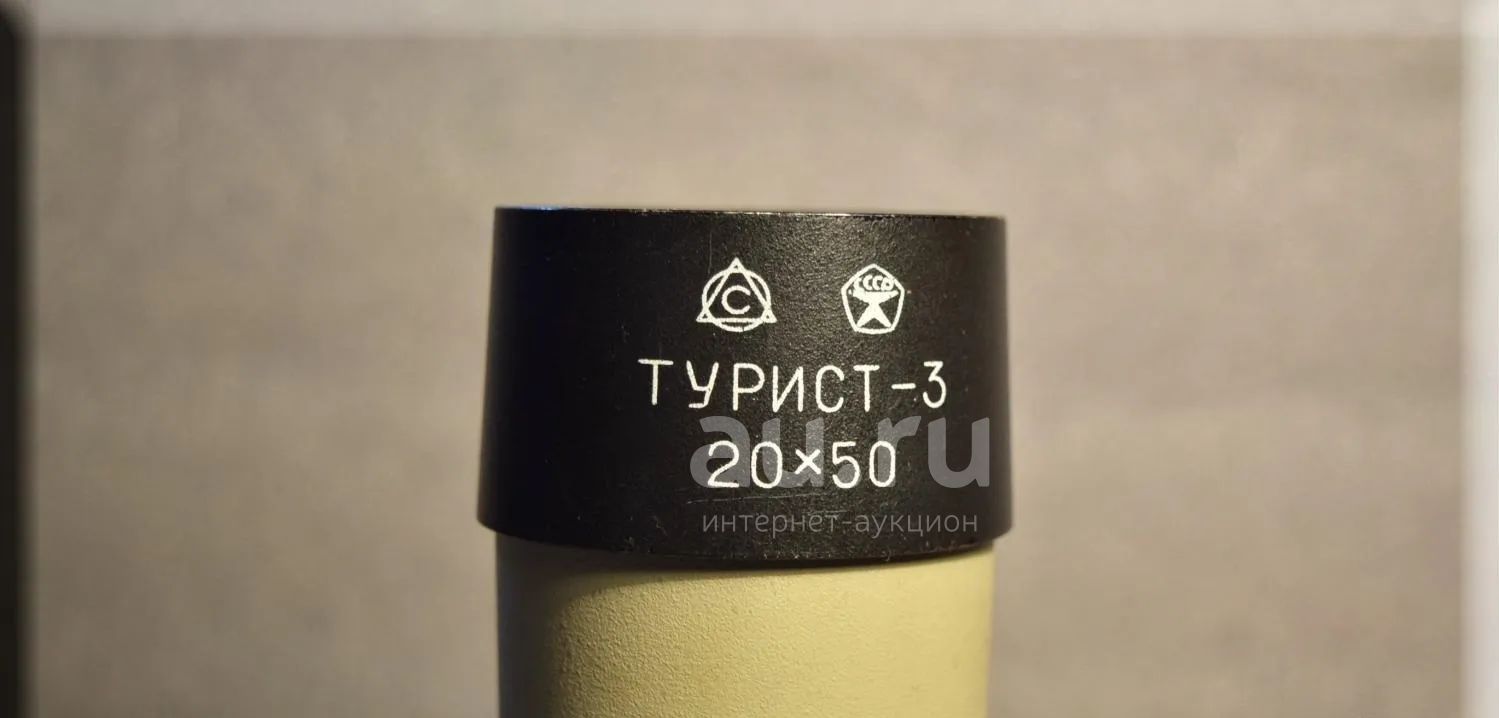 С СССР
ТУРИСТ-3
20×50
au.ru
интернет-аукцион